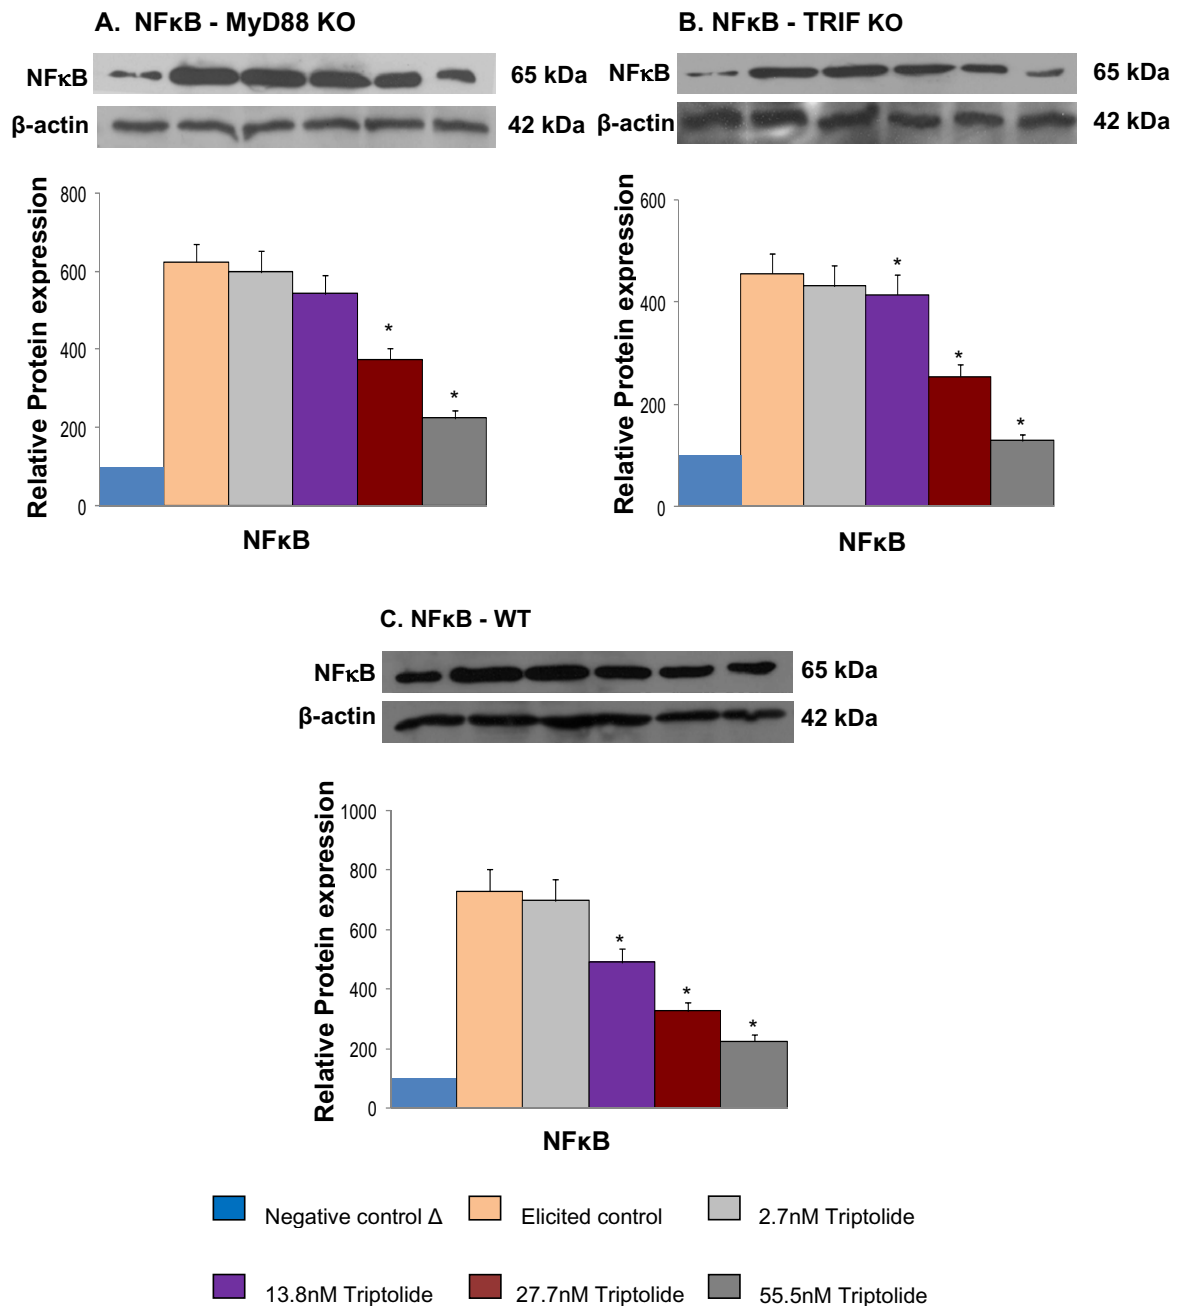 A. NFκB - MyD88 KO
NFκB
65 kDa
β-actin
42 kDa
Relative Protein expression
800
600
400
200
0
*
*
NFκB
B. NFκB - TRIF KO
NFκB
65 kDa
β-actin
42 kDa
Relative Protein expression
600
400
200
0
*
*
*
NFκB
C. NFκB - WT
NFκB
65 kDa
β-actin
42 kDa
Relative Protein expression
1000
800
600
400
200
0
*
*
*
NFκB
Negative control Δ
Elicited control
2.7nM Triptolide
13.8nM Triptolide
27.7nM Triptolide
55.5nM Triptolide